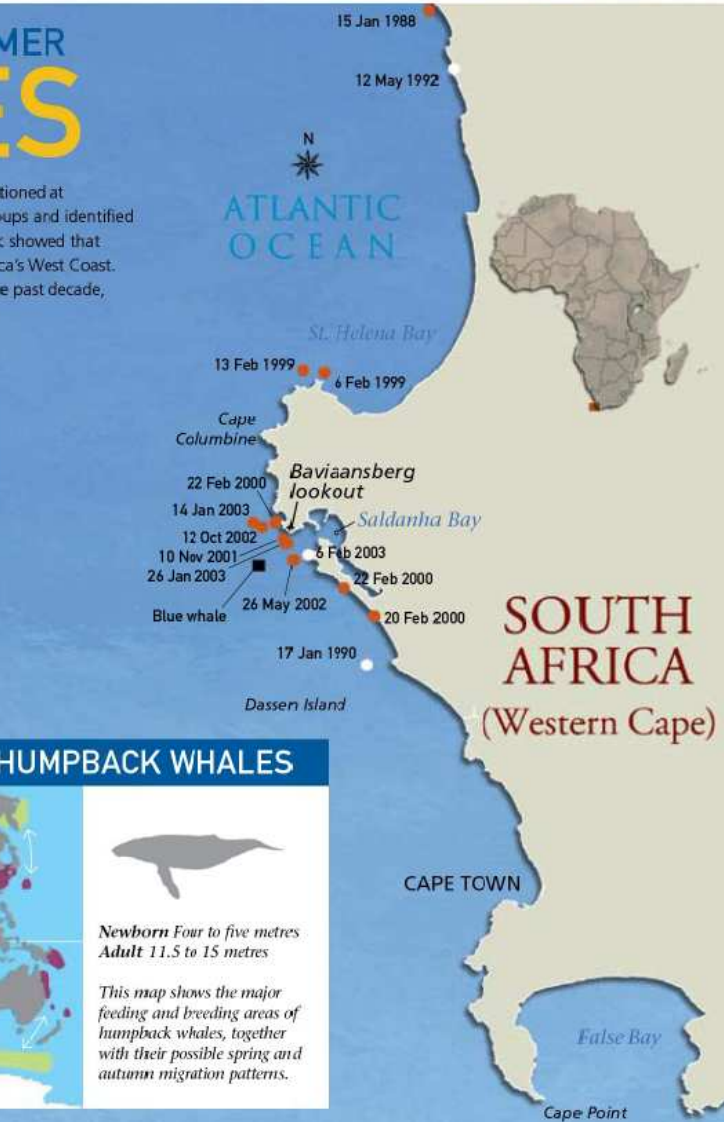 MER
ES
tioned at
oups and identified
k showed that
ca's West Coast.
e past decade,
15 Jan 1988
12 May 1992
N
ATLANTIC
OCEAN
St. Helena Bay
13 Feb 1999
6 Feb 1999
Cape
Columbine
Baviaansberg
lookout
22 Feb 2000
14 Jan 2003
Saldanha Bay
12 Oct 2002
10 Nov 2001
6 Feb 2003
26 Jan 2003
22 Feb 2000
Blue whale
26 May 2002
20 Feb 2000
17 Jan 1990
Dassen Island
SOUTH
AFRICA
(Western Cape)
HUMPBACK WHALES
Newborn Four to five metres
Adult 11.5 to 15 metres
This map shows the major
feeding and breeding areas of
humpback whales, together
with their possible spring and
autumn migration patterns.
CAPE TOWN
False Bay
Cape Point